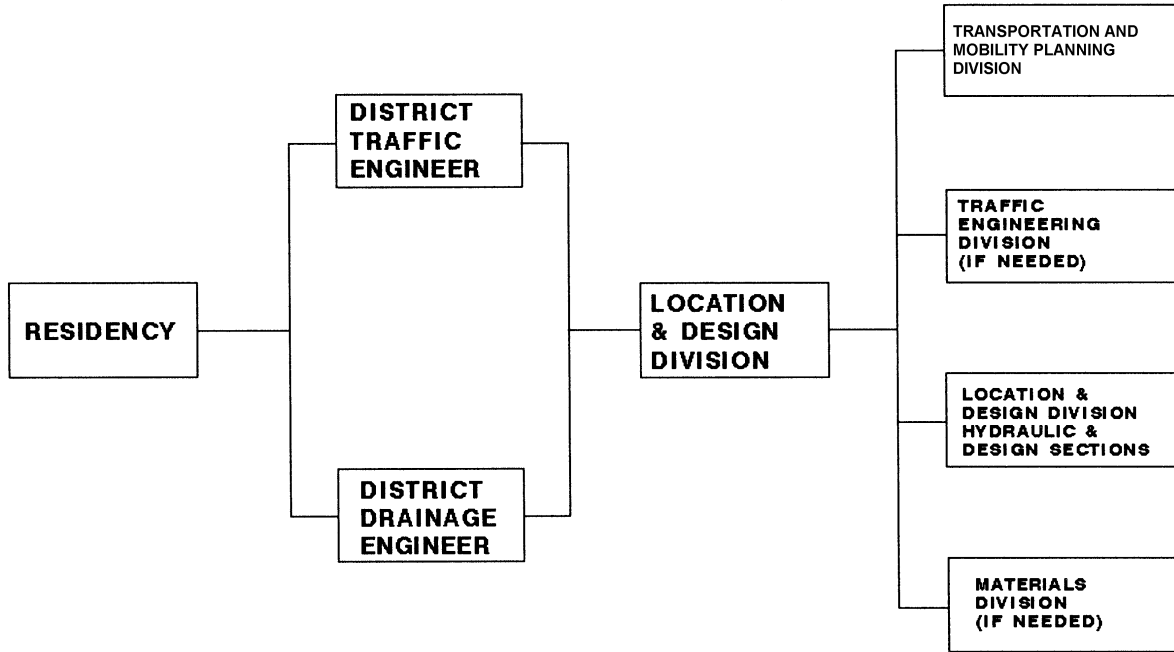 RESIDENCY
DISTRICT
TRAFFIC
ENGINEER
DISTRICT
DRAINAGE
ENGINEER
LOCATION
& DESIGN
DIVISION
TRANSPORTATION AND
MOBILITY PLANNING
DIVISION
TRAFFIC
ENGINEERING
DIVISION
(IF NEEDED)
LOCATION &
DESIGN DIVISION
HYDRAULIC &
DESIGN SECTIONS
MATERIALS
DIVISION
(IF NEEDED)